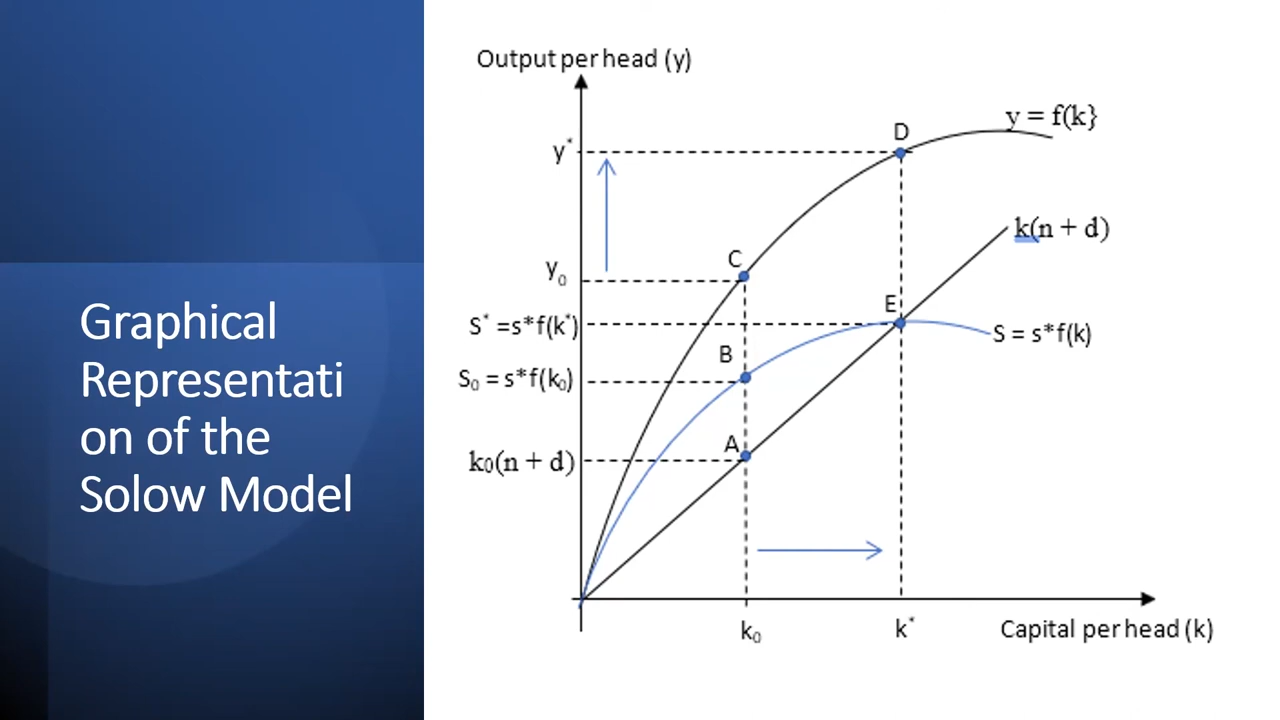 Graphical
Representati
on of the
Solow Model
Output per head (y)
y = f(k}
D
y*
k(n + d)
C
y₀
E
S* =s*f(k*)
S = s*f(k)
B
S₀ = s*f(k₀)
A
k₀(n + d)
k₀
k*
Capital per head (k)